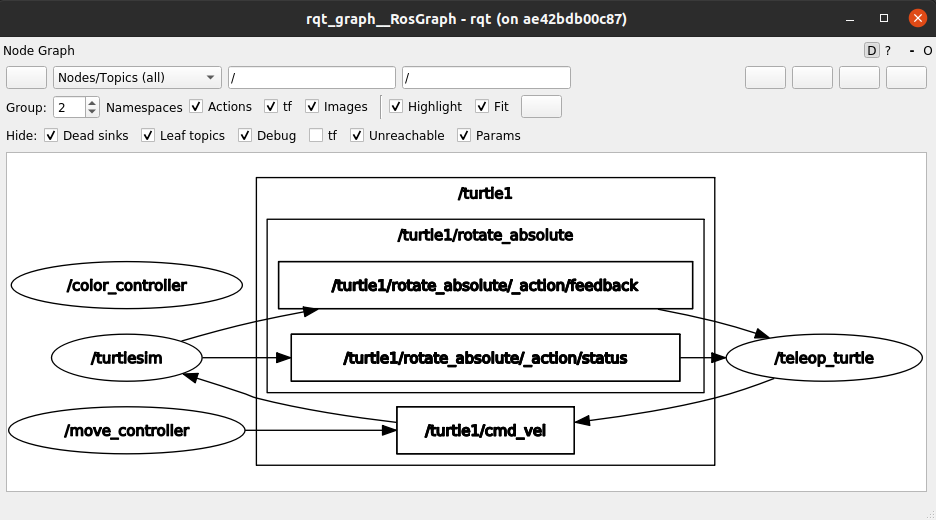 rqt_graph__RosGraph - rqt (on ae42bdb00c87)
Node Graph D ? - O
Nodes/Topics (all) / /
Group: 2 Namespaces Actions tf Images Highlight Fit
Hide: Dead sinks Leaf topics Debug tf Unreachable Params
/turtle1
/turtle1/rotate_absolute
/color_controller /turtle1/rotate_absolute/_action/feedback
/turtlesim /turtle1/rotate_absolute/_action/status /teleop_turtle
/move_controller /turtle1/cmd_vel